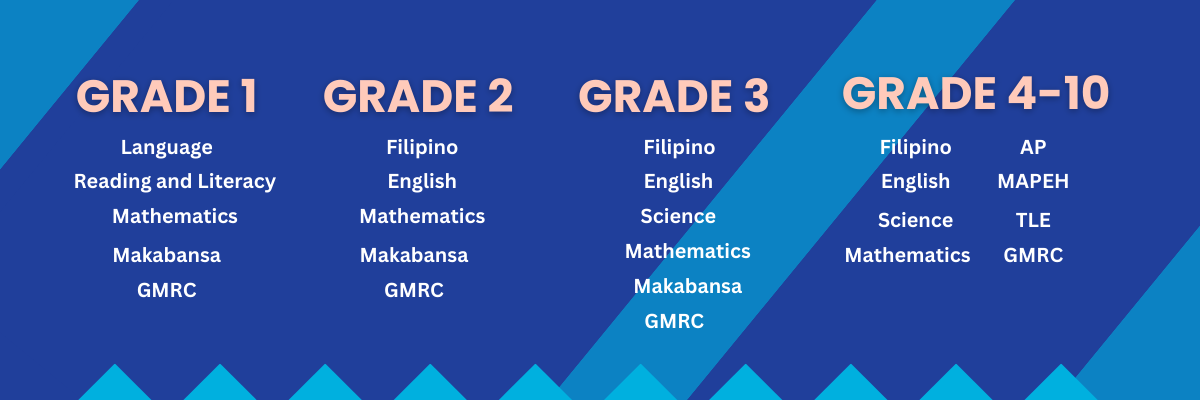 GRADE 1
Language
Reading and Literacy
Mathematics
Makabansa
GMRC
GRADE 2
Filipino
English
Mathematics
Makabansa
GMRC
GRADE 3
Filipino
English
Science
Mathematics
Makabansa
GMRC
GRADE 4-10
Filipino
English
Science
Mathematics
AP
MAPEH
TLE
GMRC